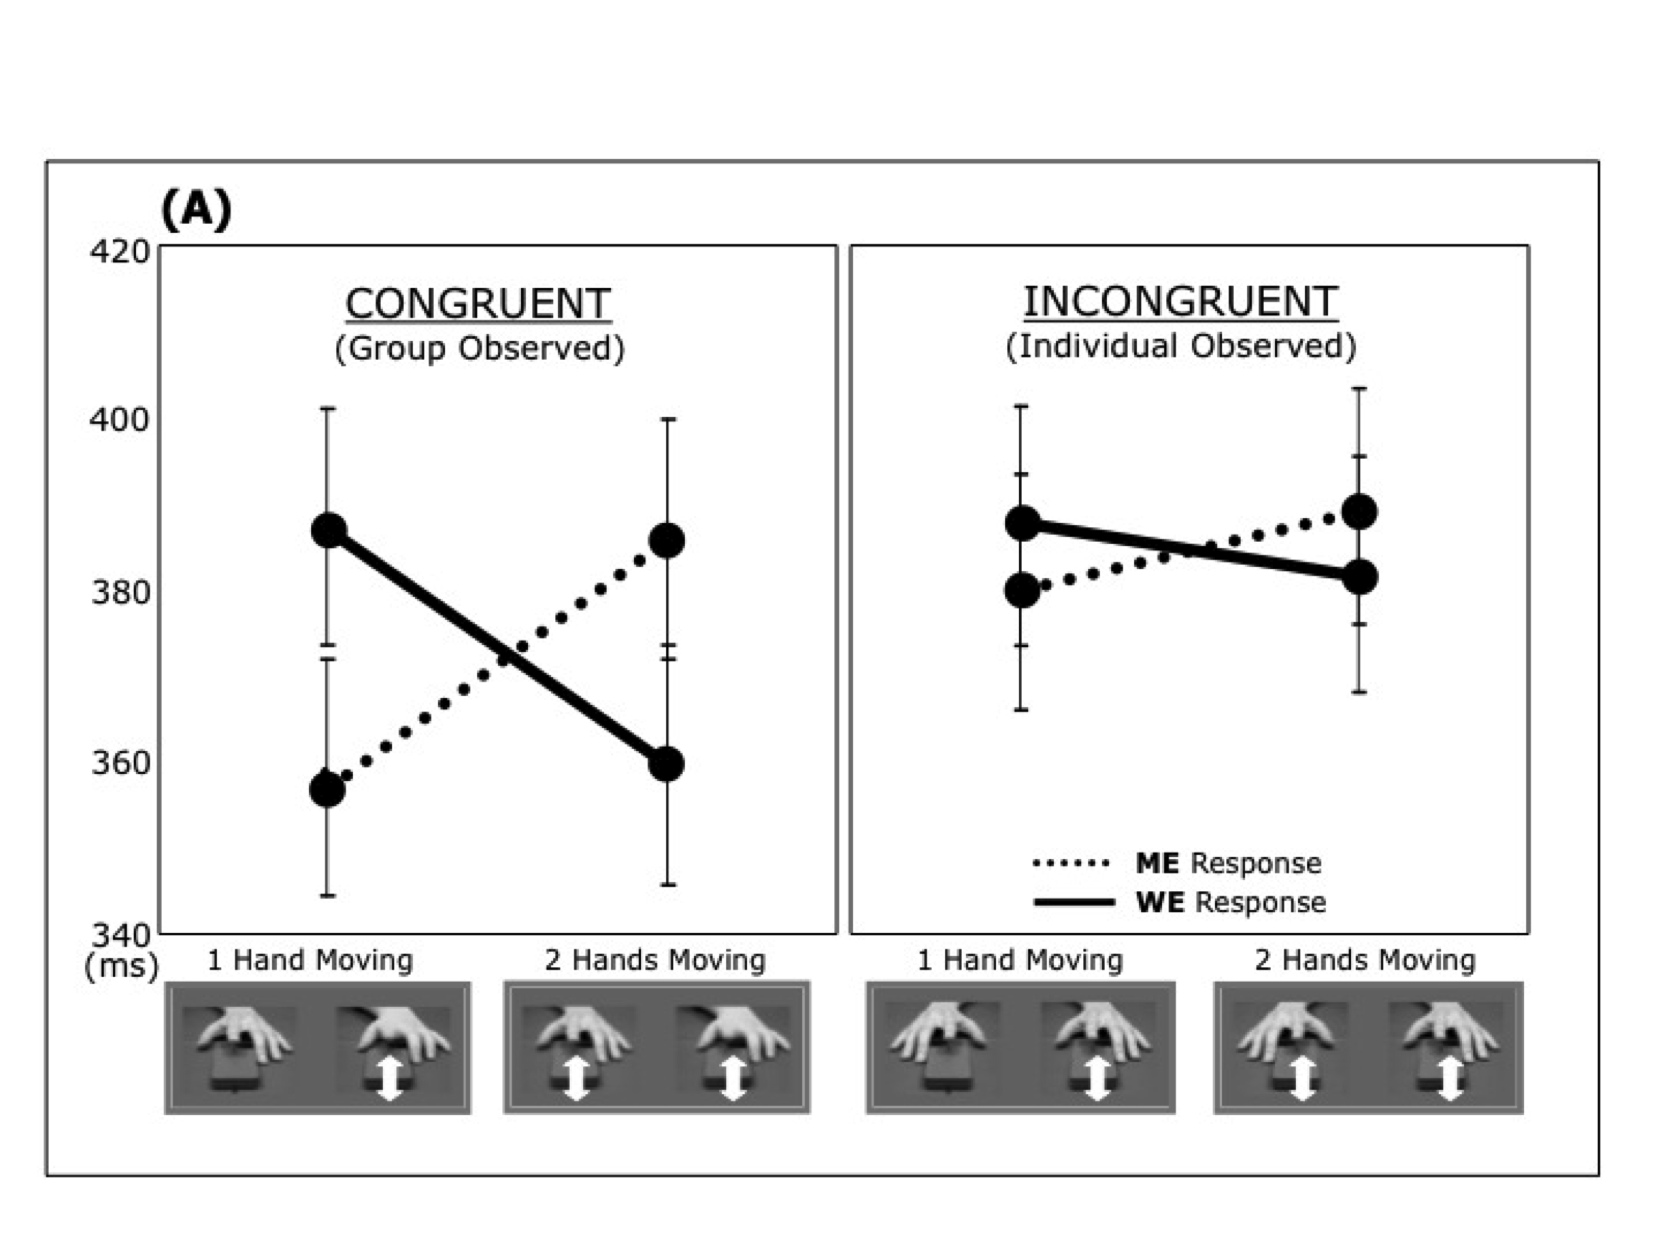 (A)
420
400
380
360
340
(ms)
CONGRUENT
(Group Observed)
INCONGRUENT
(Individual Observed)
ME Response
WE Response
1 Hand Moving
2 Hands Moving
1 Hand Moving
2 Hands Moving